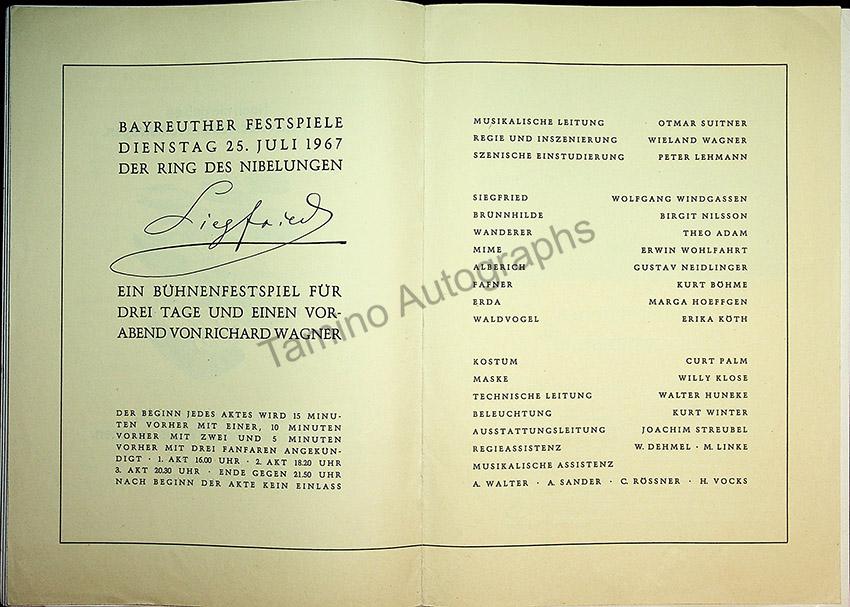 BAYREUTHER FESTSPIELE
DIENSTAG 25. JULI 1967
DER RING DES NIBELUNGEN
Siegfried
EIN BÜHNENFESTSPIEL FÜR
DREI TAGE UND EINEN VOR-
ABEND VON RICHARD WAGNER
DER BEGINN JEDES AKTES WIRD 15 MINU-
TEN VORHER MIT EINER, 10 MINUTEN
VORHER MIT ZWEI UND 5 MINUTEN
VORHER MIT DREI FANFAREN ANGEKÜN-
DIGT · 1. AKT 16.00 UHR · 2. AKT 18.20 UHR
3. AKT 20.30 UHR · ENDE GEGEN 21.50 UHR
NACH BEGINN DER AKTE KEIN EINLASS
MUSIKALISCHE LEITUNG OTMAR SUITNER
REGIE UND INSZENIERUNG WIELAND WAGNER
SZENISCHE EINSTUDIERUNG PETER LEHMANN
SIEGFRIED WOLFGANG WINDGASSEN
BRÜNNHILDE BIRGIT NILSSON
WANDERER THEO ADAM
MIME ERWIN WOHLFAHRT
ALBERICH GUSTAV NEIDLINGER
FAFNER KURT BÖHME
ERDA MARGA HOEFFGEN
WALDVOGEL ERIKA KÖTH
KOSTÜM CURT PALM
MASKE WILLY KLOSE
TECHNISCHE LEITUNG WALTER HUNEKE
BELEUCHTUNG KURT WINTER
AUSSTATTUNGSLEITUNG JOACHIM STREUBEL
REGIEASSISTENZ W. DEHMEL · M. LINKE
MUSIKALISCHE ASSISTENZ
A. WALTER · A. SANDER · C. RÖSSNER · H. VOCKS
Tamino Autographs